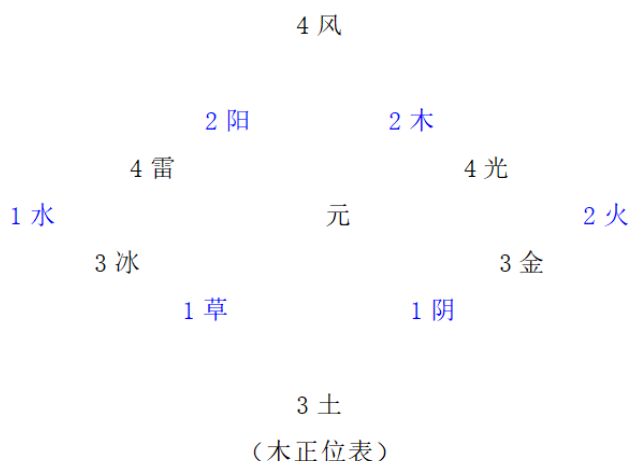 4 风
2 阳 2 木
4 雷 4 光
1 水 元 2 火
3 冰 3 金
1 草 1 阴
3 土
（木正位表）